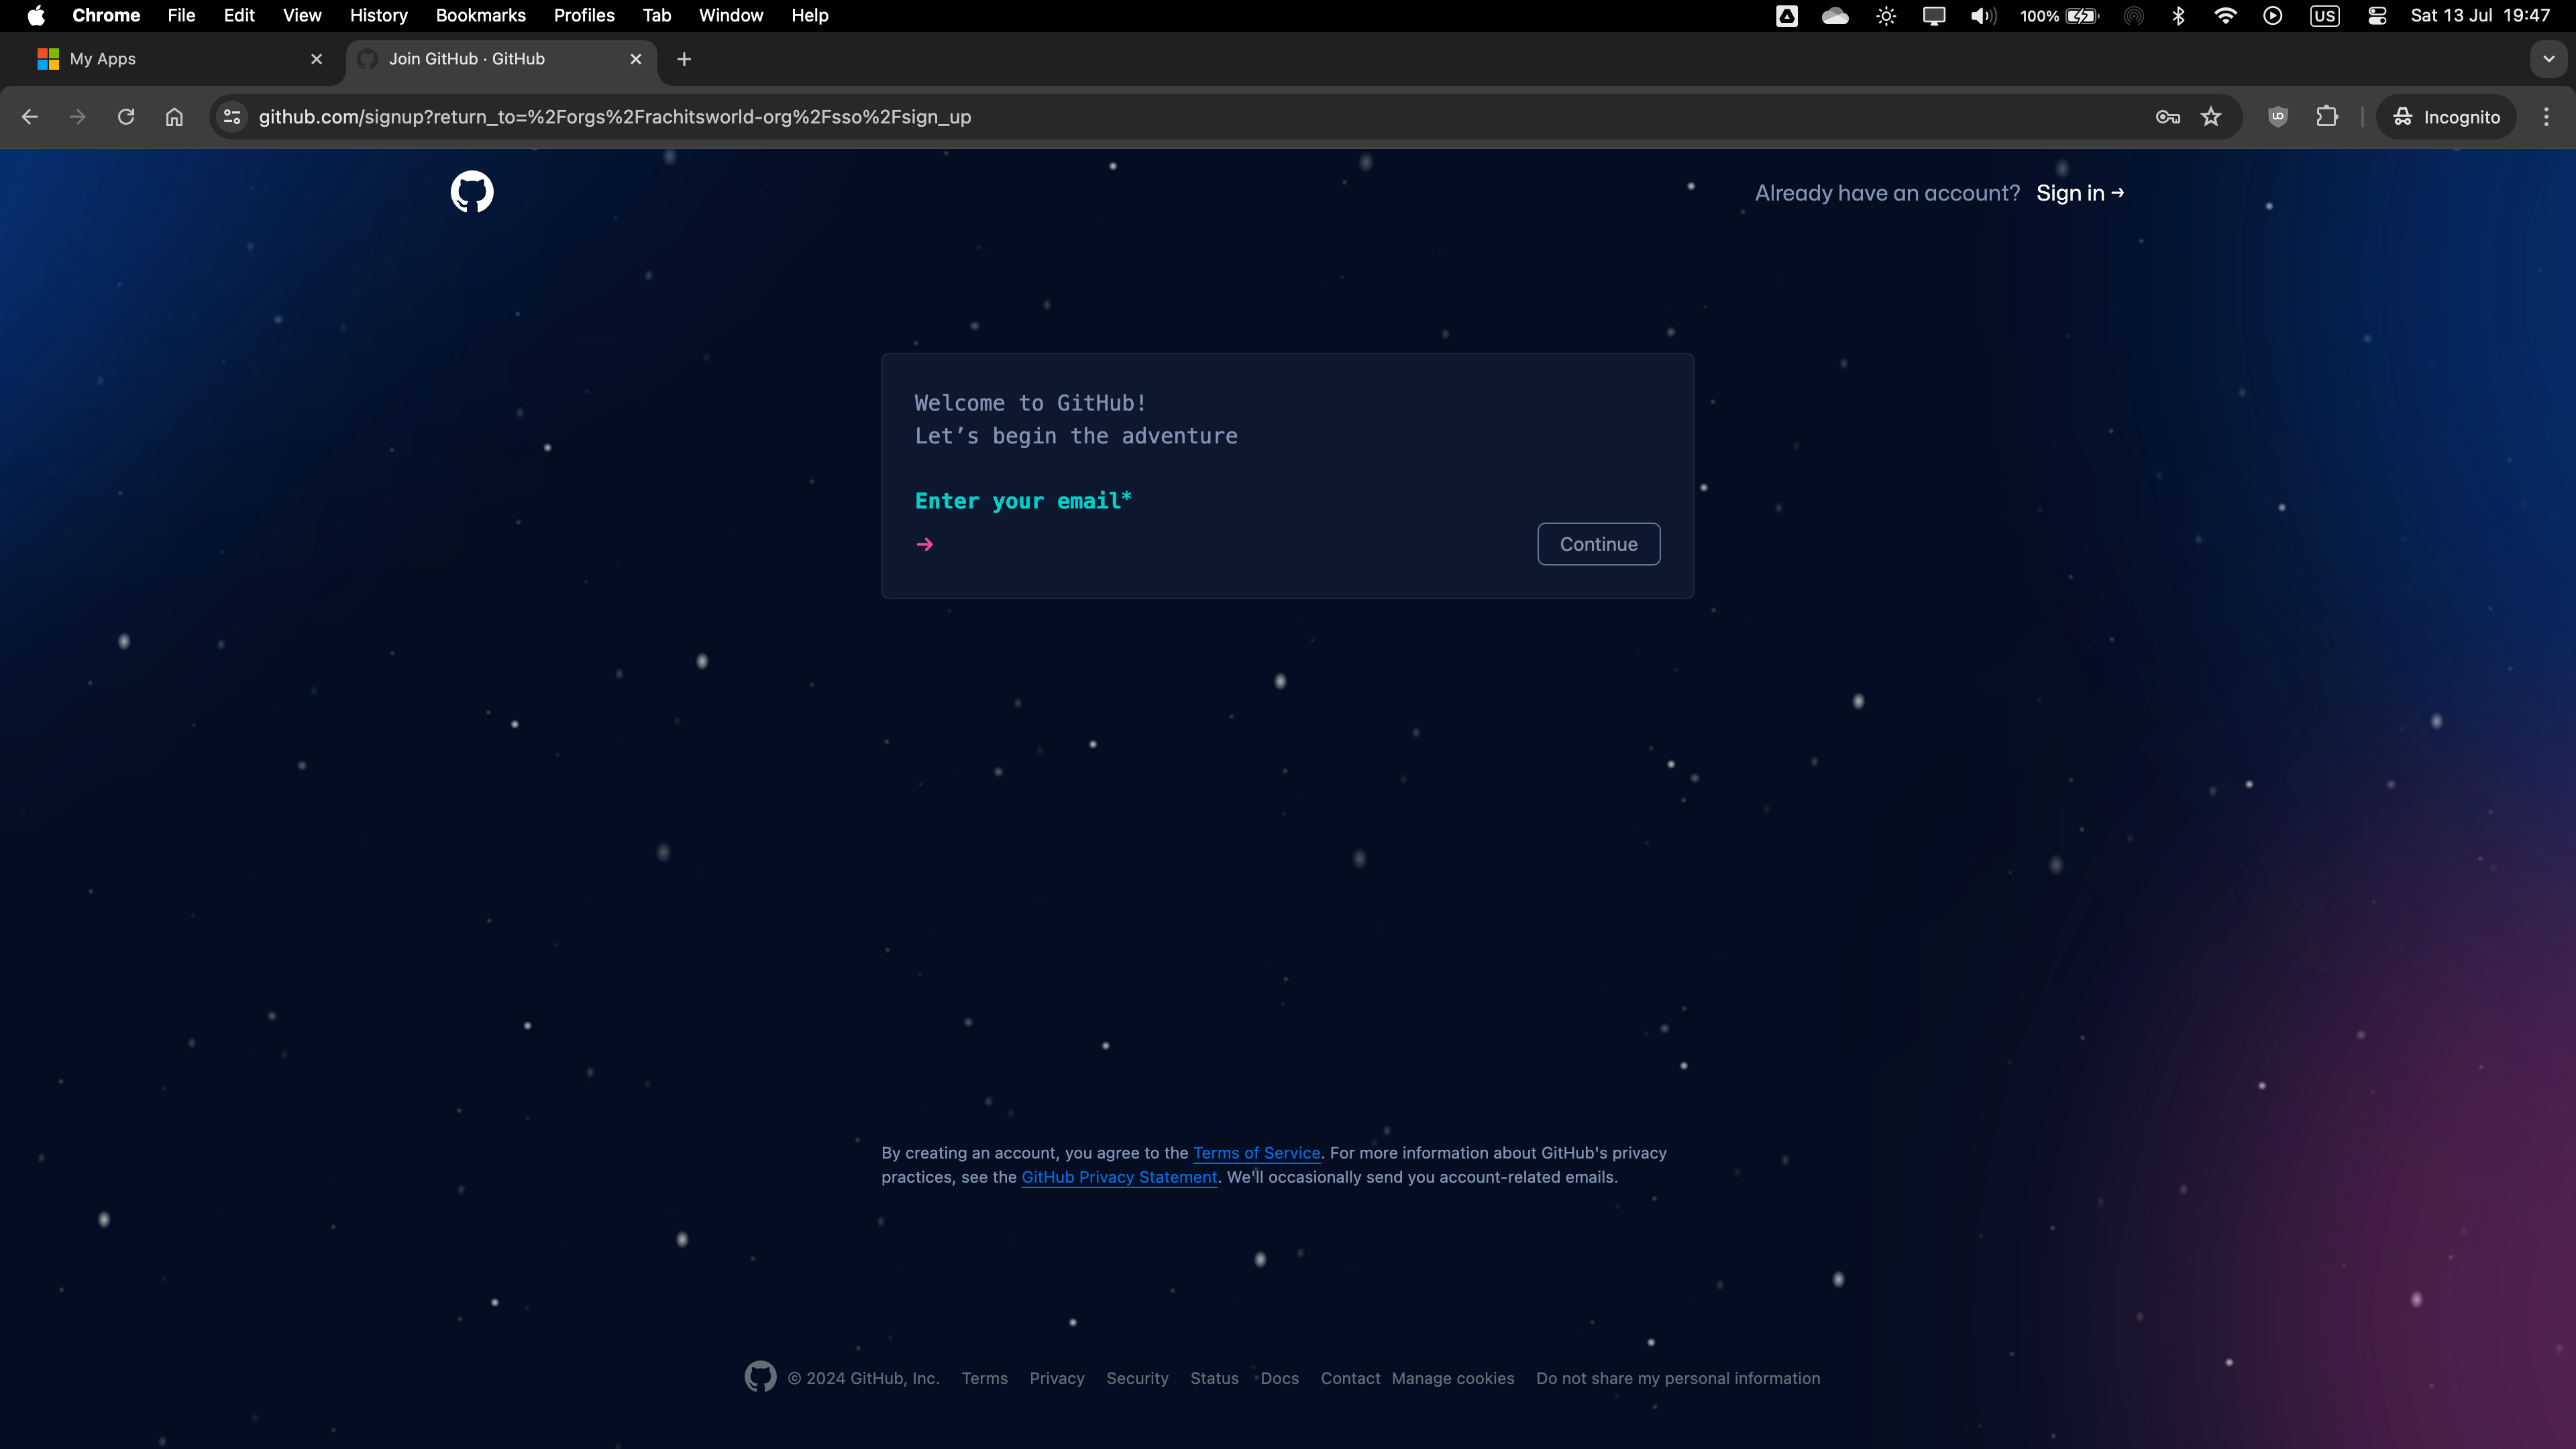 Chrome File Edit View History Bookmarks Profiles Tab Window Help 100% US Sat 13 Jul 19:47
My Apps Join GitHub · GitHub
github.com/signup?return_to=%2Forgs%2Frachitsworld-org%2Fsso%2Fsign_up Incognito
Already have an account? Sign in →
Welcome to GitHub!
Let’s begin the adventure
Enter your email*
→ Continue
By creating an account, you agree to the Terms of Service. For more information about GitHub's privacy
practices, see the GitHub Privacy Statement. We'll occasionally send you account-related emails.
© 2024 GitHub, Inc. Terms Privacy Security Status Docs Contact Manage cookies Do not share my personal information